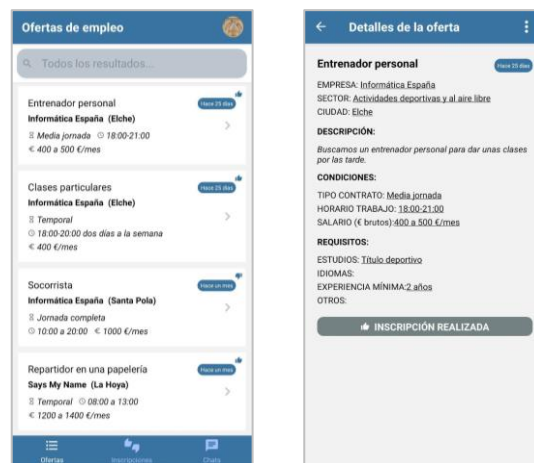 Ofertas de empleo
Todos los resultados...
Entrenador personal
Hace 25 días
Informática España (Elche)
Media jornada 18:00-21:00
€ 400 a 500 €/mes
Clases particulares
Hace 25 días
Informática España (Elche)
Temporal
18:00-20:00 dos días a la semana
€ 400 €/mes
Socorrista
Hace un mes
Informática España (Santa Pola)
Jornada completa
10:00 a 20:00 € 1000 €/mes
Repartidor en una papelería
Hace un mes
Says My Name (La Hoya)
Temporal 08:00 a 13:00
€ 1200 a 1400 €/mes
Ofertas
Inscripciones
Chats
Detalles de la oferta
Entrenador personal
Hace 25 días
EMPRESA: Informática España
SECTOR: Actividades deportivas y al aire libre
CIUDAD: Elche
DESCRIPCIÓN:
Buscamos un entrenador personal para dar unas clases
por las tarde.
CONDICIONES:
TIPO CONTRATO: Media jornada
HORARIO TRABAJO: 18:00-21:00
SALARIO (€ brutos):400 a 500 €/mes
REQUISITOS:
ESTUDIOS: Título deportivo
IDIOMAS:
EXPERIENCIA MÍNIMA:2 años
OTROS:
INSCRIPCIÓN REALIZADA